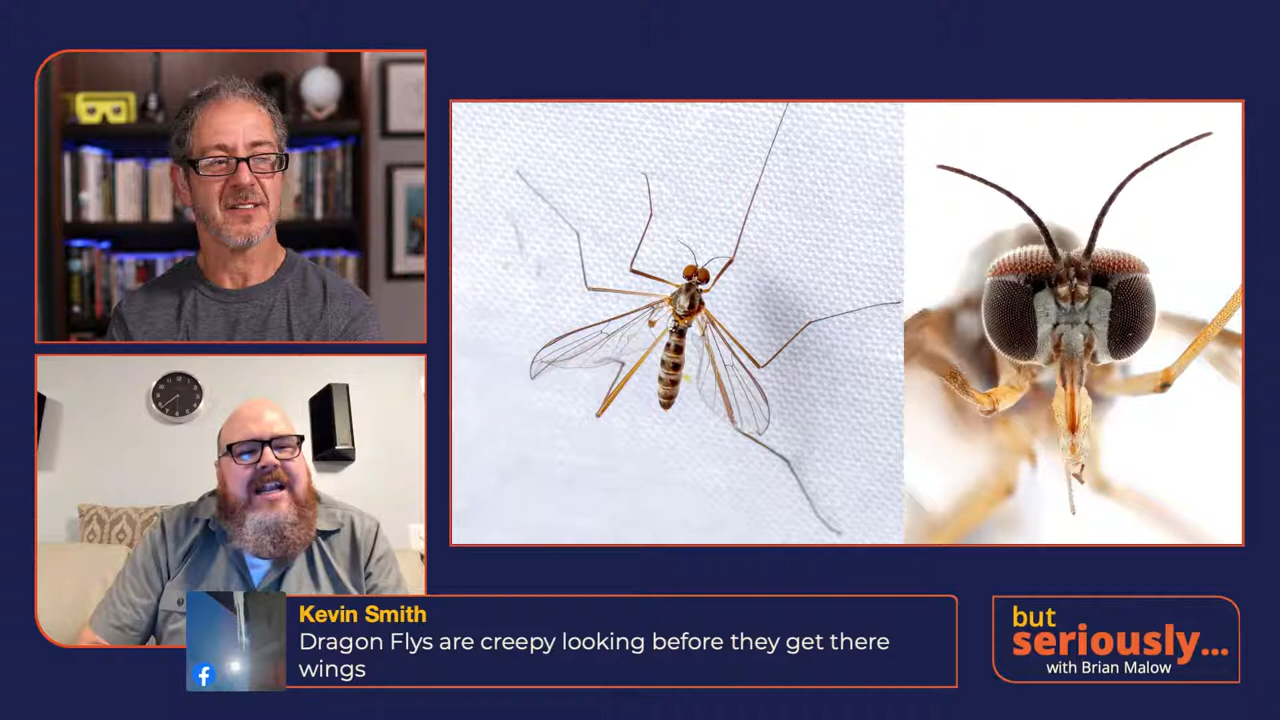 Kevin Smith
Dragon Flys are creepy looking before they get there
wings
but
seriously...
with Brian Malow